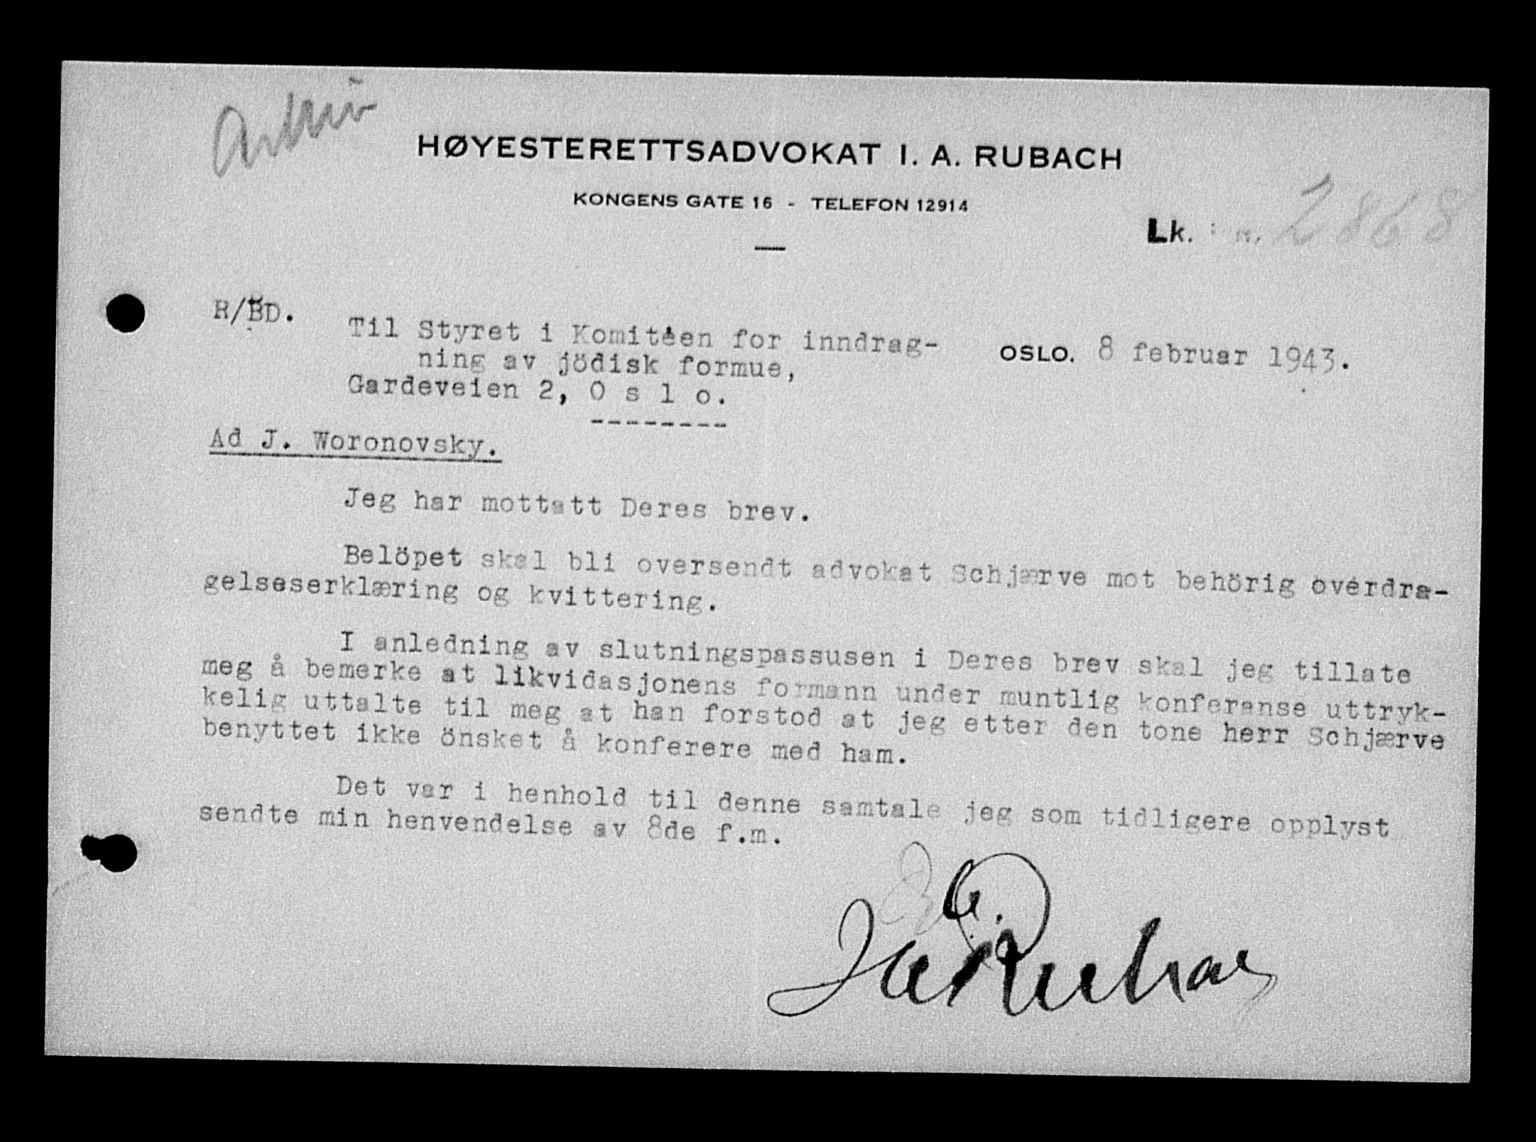 Arkiv
HØYESTERETTSADVOKAT I. A. RUBACH
KONGENS GATE 16 - TELEFON 12914
Lk. nr. 2868
R/BD.
Til Styret i Komitéen for inndrag-
ning av jödisk formue,
Gardeveien 2, O s l o.
--------
OSLO. 8 februar 1943.
Ad J. Woronovsky.
Jeg har mottatt Deres brev.
Belöpet skal bli oversendt advokat Schjærve mot behörig overdra-
gelseserklæring og kvittering.
I anledning av slutningspassusen i Deres brev skal jeg tillate
meg å bemerke at likvidasjonens formann under muntlig konferanse uttryk-
kelig uttalte til meg at han forstod at jeg etter den tone herr Schjærve
benyttet ikke önsket å konferere med ham.
Det var i henhold til denne samtale jeg som tidligere opplyst
sendte min henvendelse av 8de f.m.
I A Rubach